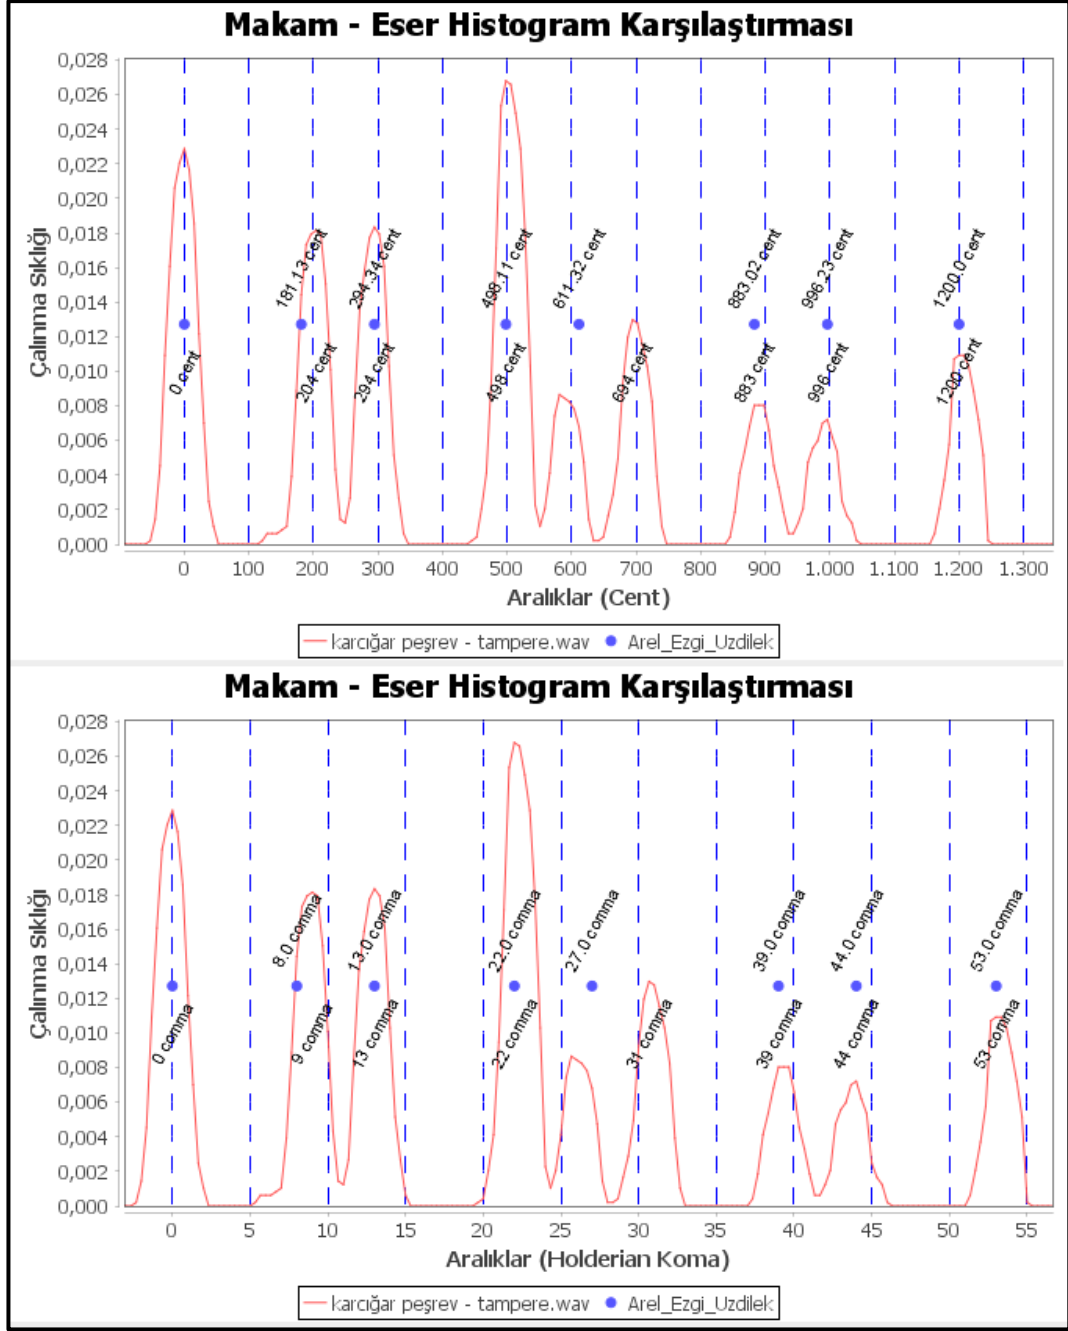 Makam - Eser Histogram Karşılaştırması
0,028
0,026
0,024
0,022
0,020
0,018
0,016
0,014
0,012
0,010
0,008
0,006
0,004
0,002
0,000
Çalınma Sıklığı
181.13 cent
294.34 cent
498.11 cent
611.32 cent
883.02 cent
996.23 cent
1200.0 cent
0 cent
204 cent
294 cent
498 cent
694 cent
883 cent
996 cent
1200 cent
0 100 200 300 400 500 600 700 800 900 1.000 1.100 1.200 1.300
Aralıklar (Cent)
karcığar peşrev - tampere.wav Arel_Ezgi_Uzdilek
Makam - Eser Histogram Karşılaştırması
0,028
0,026
0,024
0,022
0,020
0,018
0,016
0,014
0,012
0,010
0,008
0,006
0,004
0,002
0,000
Çalınma Sıklığı
8.0 comma
13.0 comma
22.0 comma
27.0 comma
39.0 comma
44.0 comma
53.0 comma
0 comma
9 comma
13 comma
22 comma
31 comma
39 comma
44 comma
53 comma
0 5 10 15 20 25 30 35 40 45 50 55
Aralıklar (Holderian Koma)
karcığar peşrev - tampere.wav Arel_Ezgi_Uzdilek